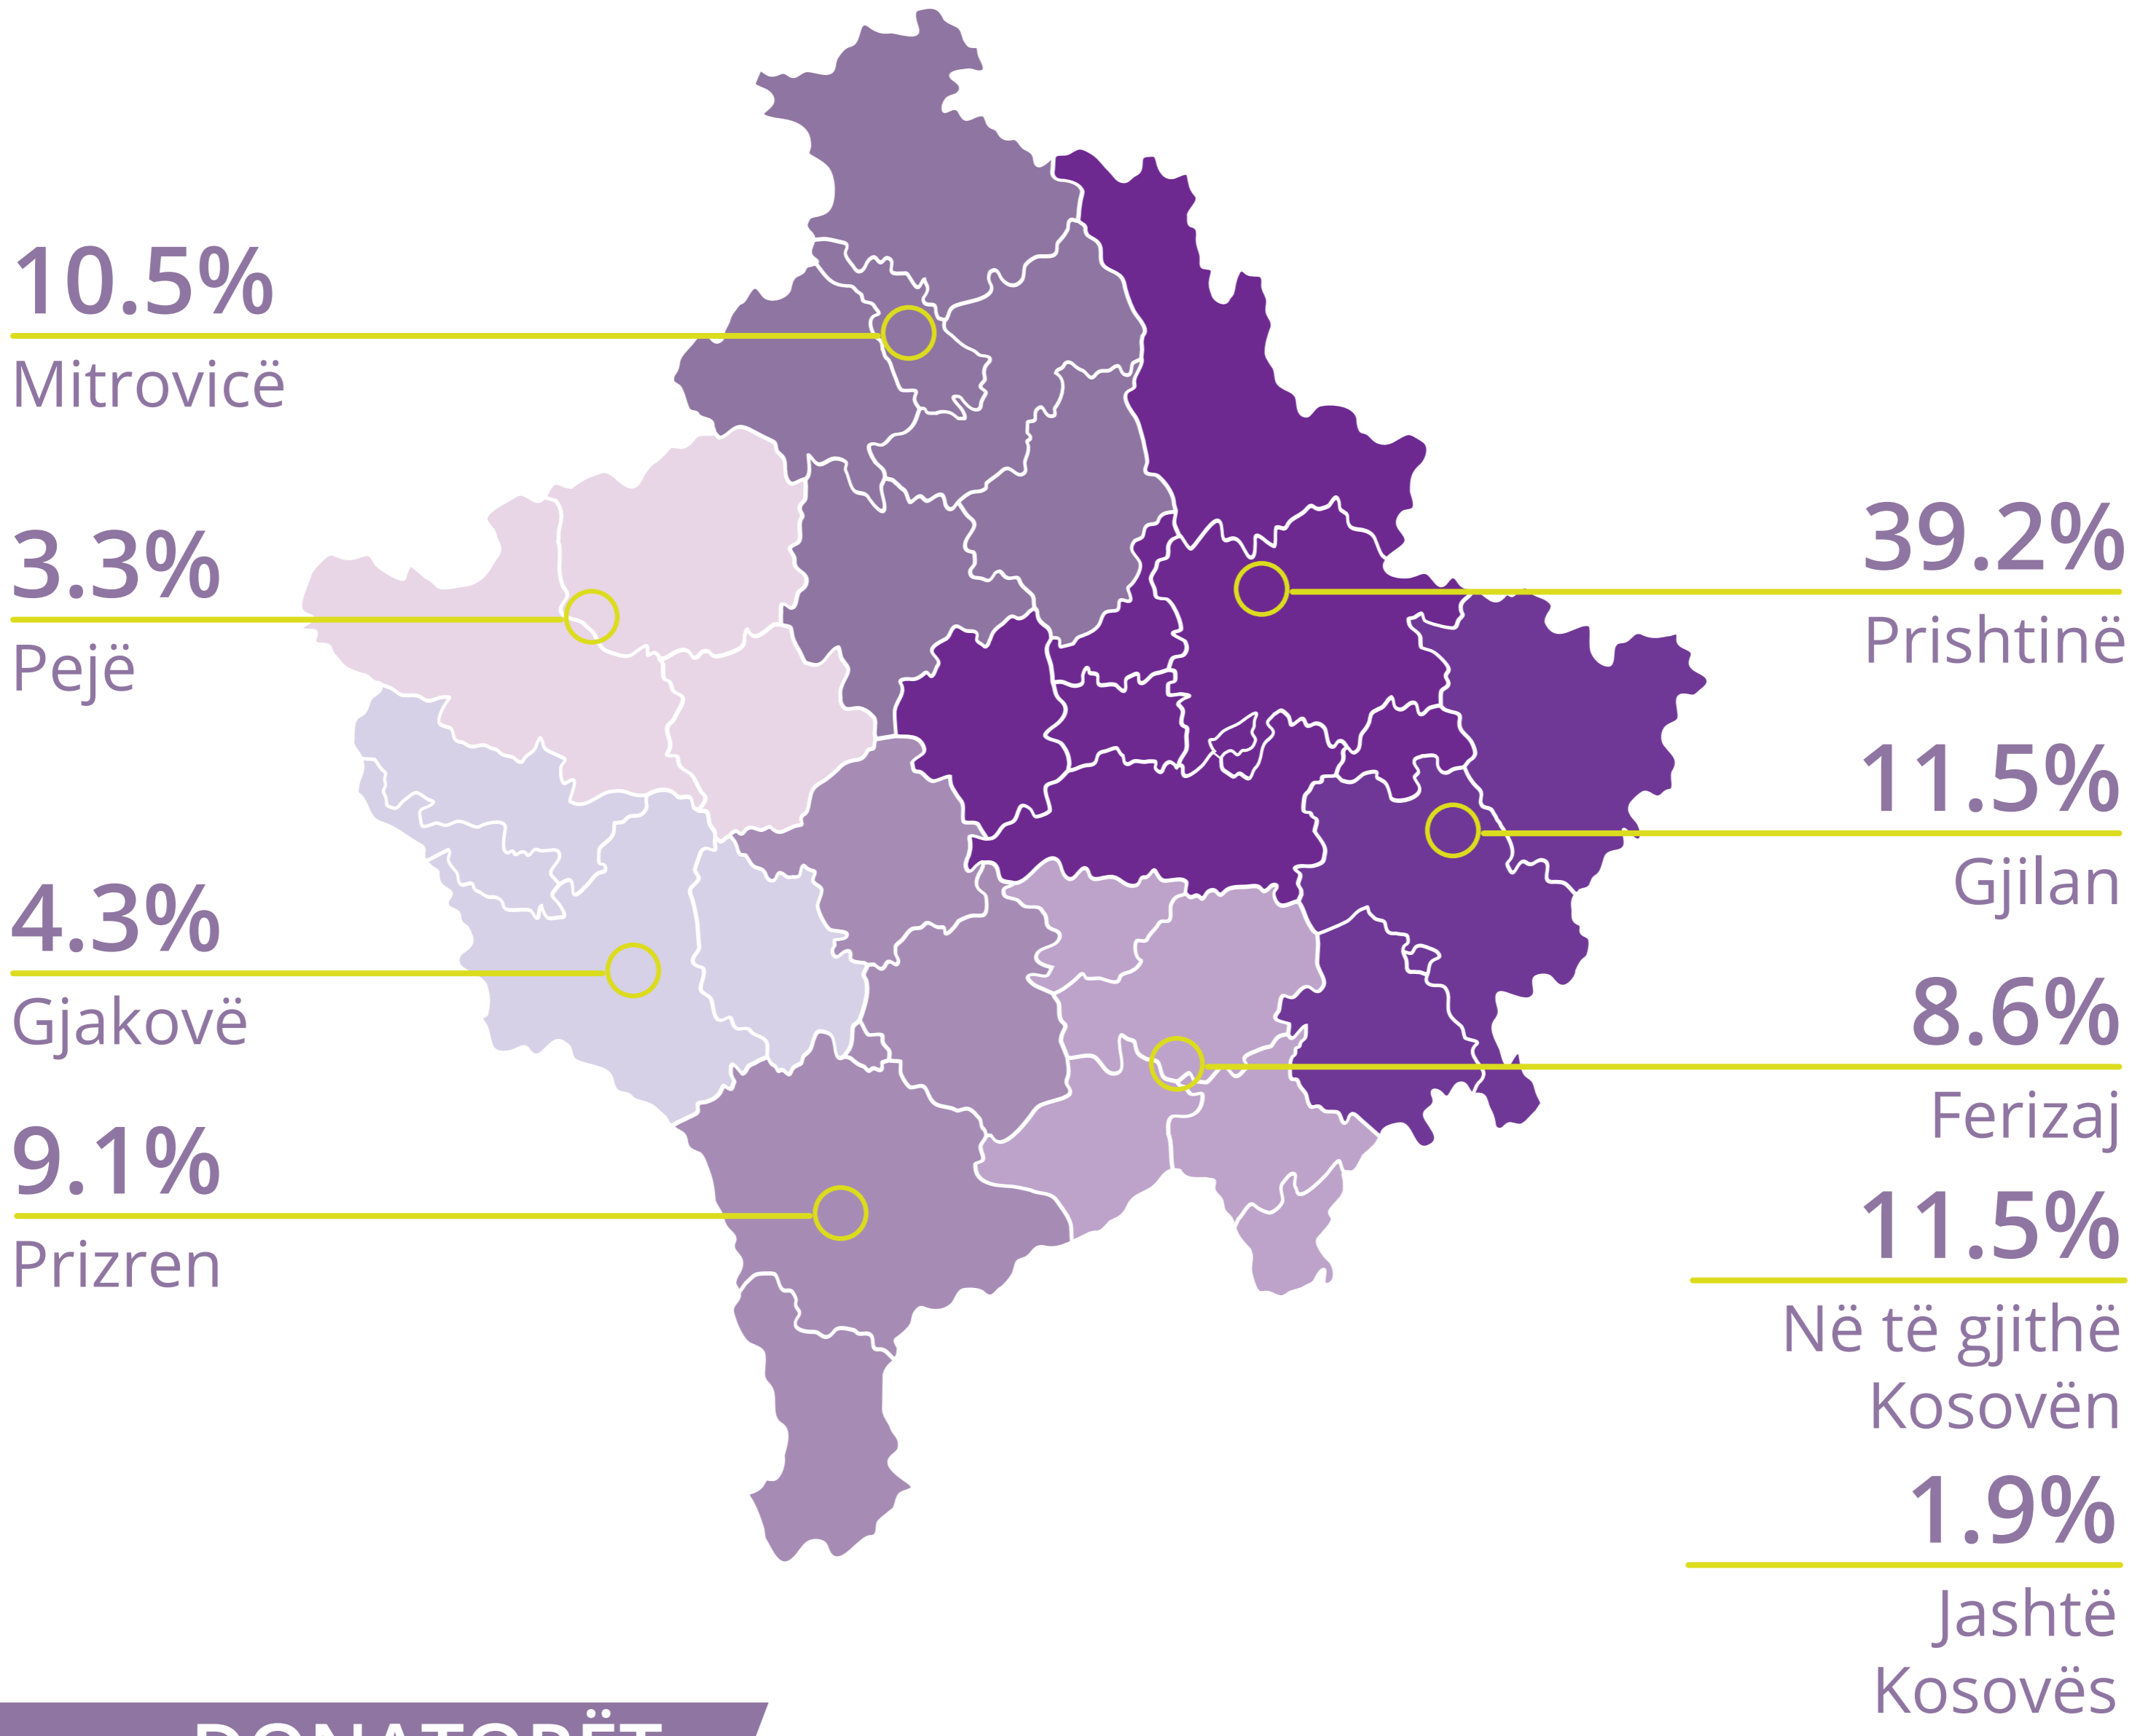 10.5%
Mitrovicë
3.3%
Pejë
4.3%
Gjakovë
9.1%
Prizren
39.2%
Prishtinë
11.5%
Gjilan
8.6%
Ferizaj
11.5%
Në të gjithë
Kosovën
1.9%
Jashtë
Kosovës
DONATORËT